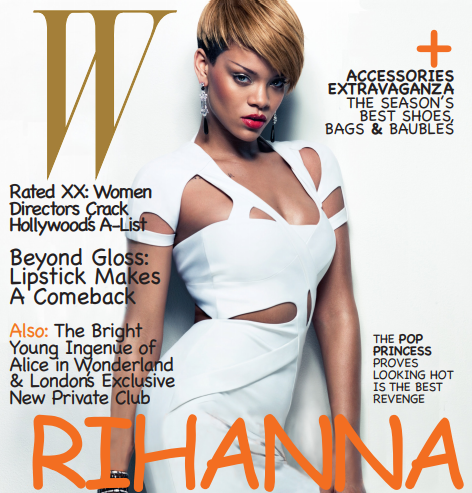 W
+
ACCESSORIES
EXTRAVAGANZA
THE SEASON'S
BEST SHOES,
BAGS & BAUBLES
Rated XX: Women
Directors Crack
Hollywoods A-List
Beyond Gloss:
Lipstick Makes
A Comeback
Also: The Bright
Young Ingenue of
Alice in Wonderland
& Londons Exclusive
New Private Club
THE POP
PRINCESS
PROVES
LOOKING HOT
IS THE BEST
REVENGE
RIHANNA